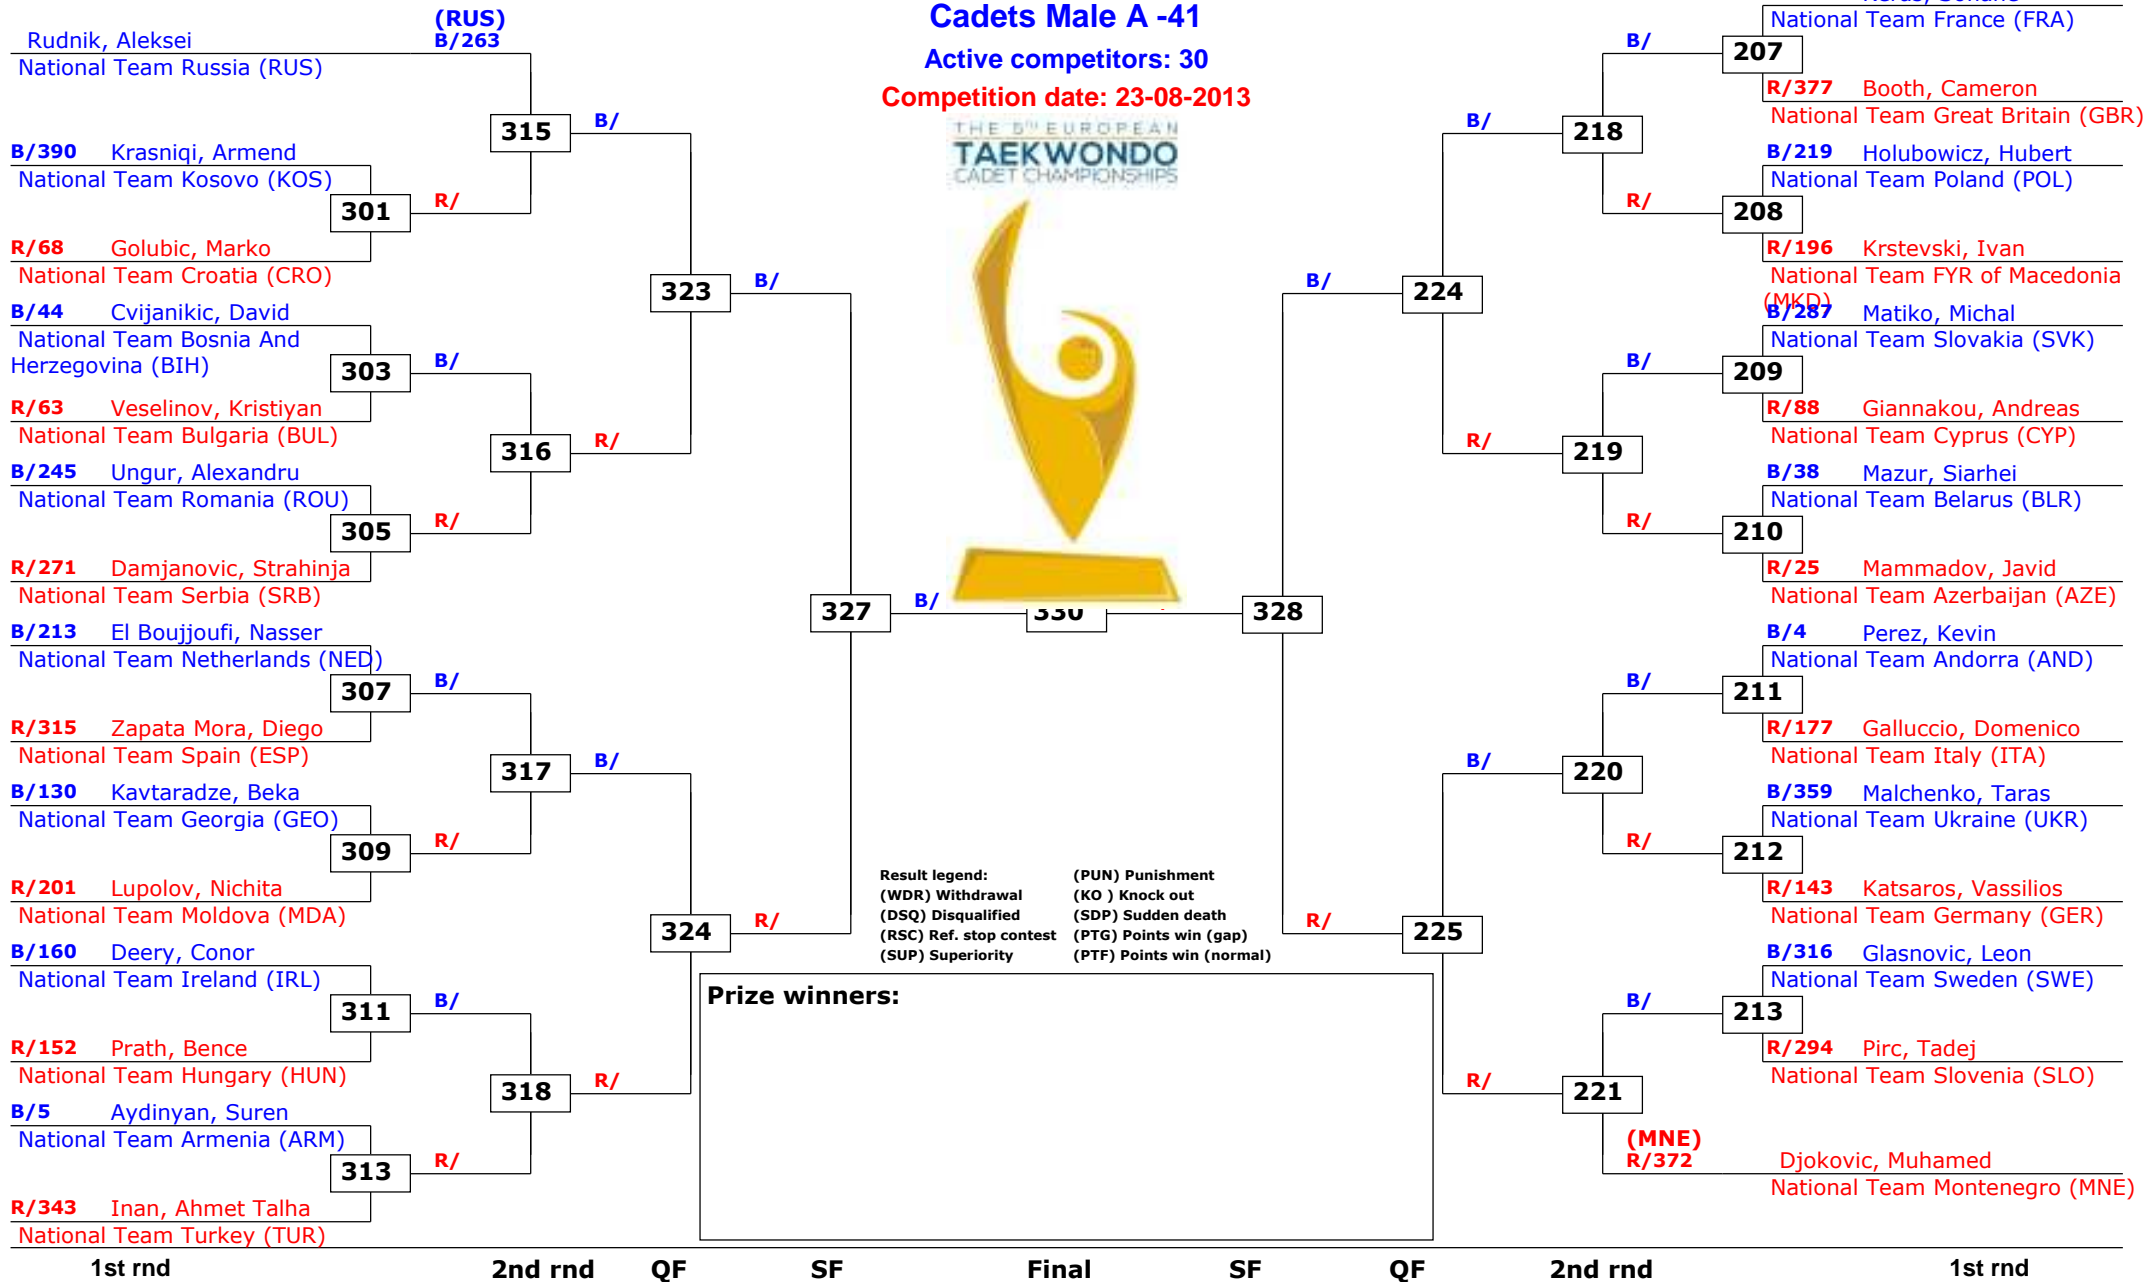 Cadets Male A -41
Active competitors: 30
Competition date: 23-08-2013
THE 5TH EUROPEAN
TAEKWONDO
CADET CHAMPIONSHIPS
(RUS)
Rudnik, Aleksei B/263
National Team Russia (RUS)
315
B/
B/390 Krasniqi, Armend
National Team Kosovo (KOS)
301
R/
R/68 Golubic, Marko
National Team Croatia (CRO)
323
B/
B/44 Cvijanikic, David
National Team Bosnia And
Herzegovina (BIH)
303
B/
R/63 Veselinov, Kristiyan
National Team Bulgaria (BUL)
316
R/
B/245 Ungur, Alexandru
National Team Romania (ROU)
305
R/
R/271 Damjanovic, Strahinja
National Team Serbia (SRB)
327
B/
330
328
B/213 El Boujjoufi, Nasser
National Team Netherlands (NED)
307
B/
R/315 Zapata Mora, Diego
National Team Spain (ESP)
317
B/
B/130 Kavtaradze, Beka
National Team Georgia (GEO)
309
R/
R/201 Lupolov, Nichita
National Team Moldova (MDA)
324
R/
B/160 Deery, Conor
National Team Ireland (IRL)
311
B/
R/152 Prath, Bence
National Team Hungary (HUN)
318
R/
B/5 Aydinyan, Suren
National Team Armenia (ARM)
313
R/
R/343 Inan, Ahmet Talha
National Team Turkey (TUR)
National Team France (FRA)
B/
207
R/377 Booth, Cameron
National Team Great Britain (GBR)
B/
218
B/219 Holubowicz, Hubert
National Team Poland (POL)
R/
208
R/196 Krstevski, Ivan
National Team FYR of Macedonia
(MKD)
B/
224
B/287 Matiko, Michal
National Team Slovakia (SVK)
B/
209
R/88 Giannakou, Andreas
National Team Cyprus (CYP)
R/
219
B/38 Mazur, Siarhei
National Team Belarus (BLR)
R/
210
R/25 Mammadov, Javid
National Team Azerbaijan (AZE)
B/4 Perez, Kevin
National Team Andorra (AND)
B/
211
R/177 Galluccio, Domenico
National Team Italy (ITA)
B/
220
B/359 Malchenko, Taras
National Team Ukraine (UKR)
R/
212
R/143 Katsaros, Vassilios
National Team Germany (GER)
R/
225
B/316 Glasnovic, Leon
National Team Sweden (SWE)
B/
213
R/294 Pirc, Tadej
National Team Slovenia (SLO)
R/
221
(MNE)
R/372 Djokovic, Muhamed
National Team Montenegro (MNE)
Result legend: (PUN) Punishment
(WDR) Withdrawal (KO ) Knock out
(DSQ) Disqualified (SDP) Sudden death
(RSC) Ref. stop contest (PTG) Points win (gap)
(SUP) Superiority (PTF) Points win (normal)
Prize winners:
1st rnd 2nd rnd QF SF Final SF QF 2nd rnd 1st rnd